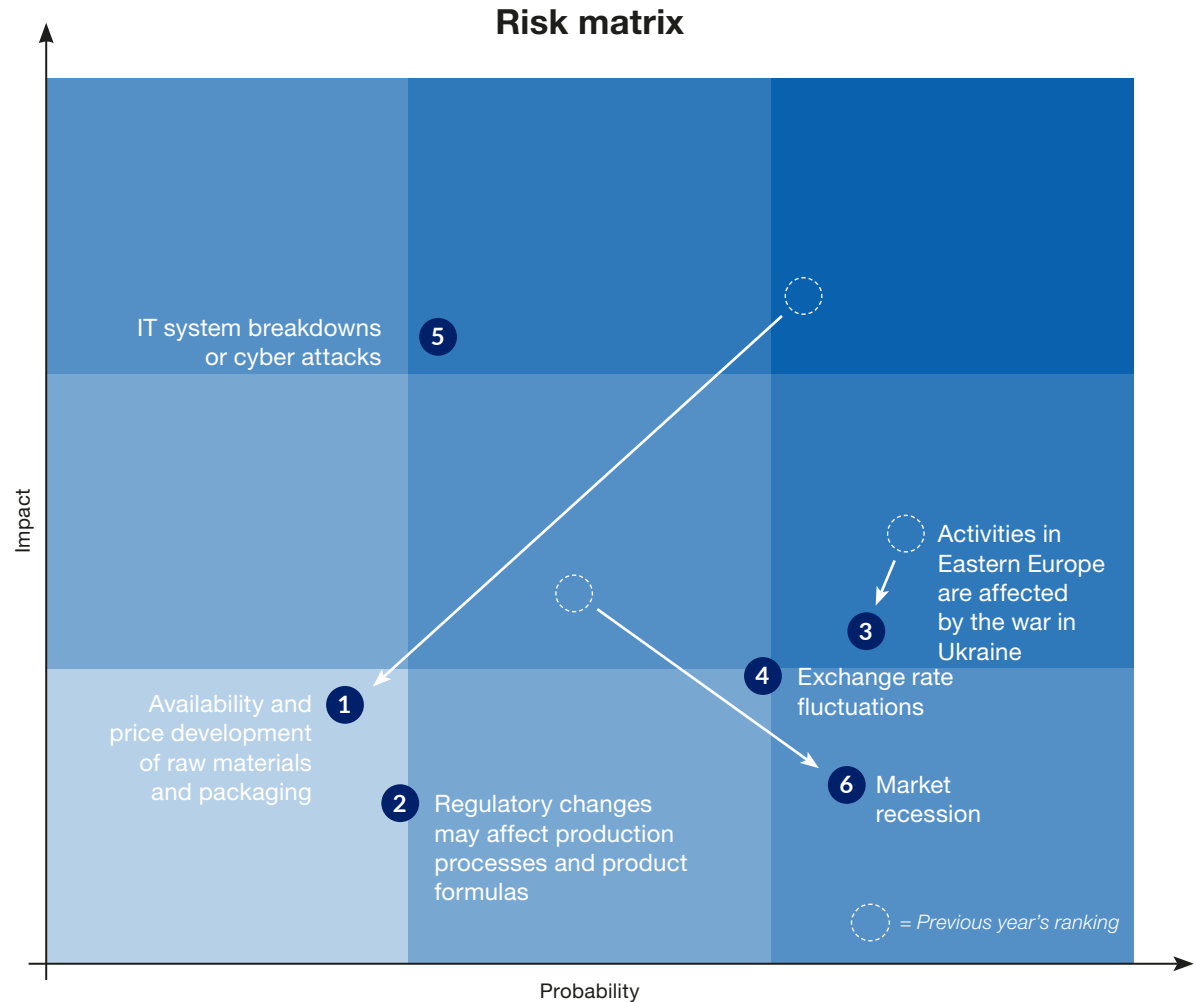 Risk matrix
Impact
IT system breakdowns
or cyber attacks
5
Activities in
Eastern Europe
are affected
by the war in
Ukraine
3
4
Exchange rate
fluctuations
Availability and
price development
of raw materials
and packaging
1
6
Market
recession
2
Regulatory changes
may affect production
processes and product
formulas
= Previous year's ranking
Probability